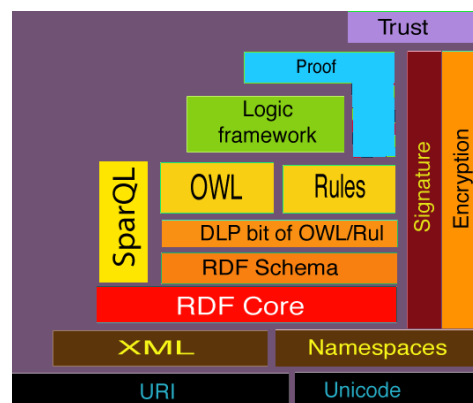 Trust
Proof
Logic
framework
Signature
Encryption
SparQL
OWL
Rules
DLP bit of OWL/Rul
RDF Schema
RDF Core
XML
Namespaces
URI
Unicode